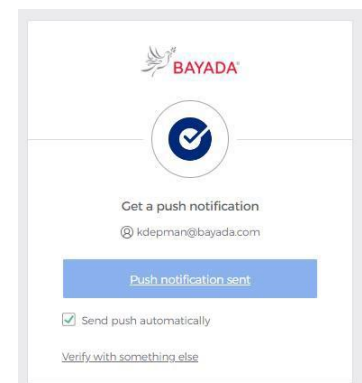 BAYADA
Get a push notification
kdepman@bayada.com
Push notification sent
Send push automatically
Verify with something else